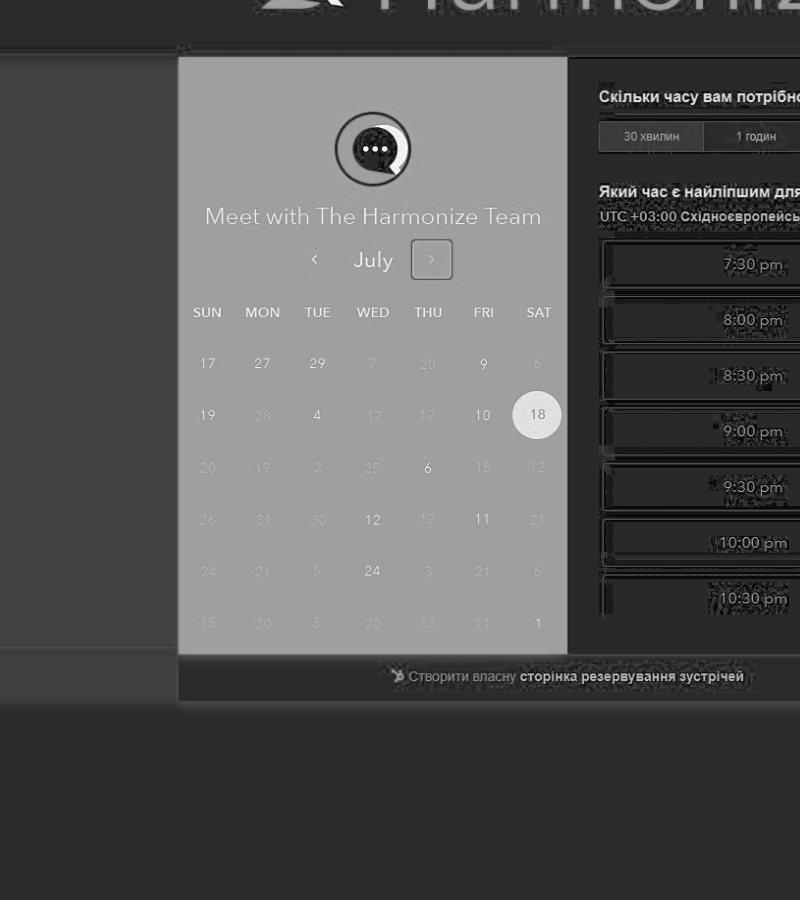 Meet with The Harmonize Team
July
SUN MON TUE WED THU FRI SAT
17 27 29 7 20 9 6
19 28 4 17 12 10 18
20 19 2 25 6 15 12
26 31 30 12 12 11 21
24 21 5 24 3 21 6
15 30 5 20 13 11 1
Скільки часу вам потрібно
30 хвилин 1 годин
Який час є найліпшим для
UTC +03:00 Східноєвропейсь
7:30 pm
8:00 pm
8:30 pm
9:00 pm
9:30 pm
10:00 pm
10:30 pm
Створити власну сторінка резервування зустрічей